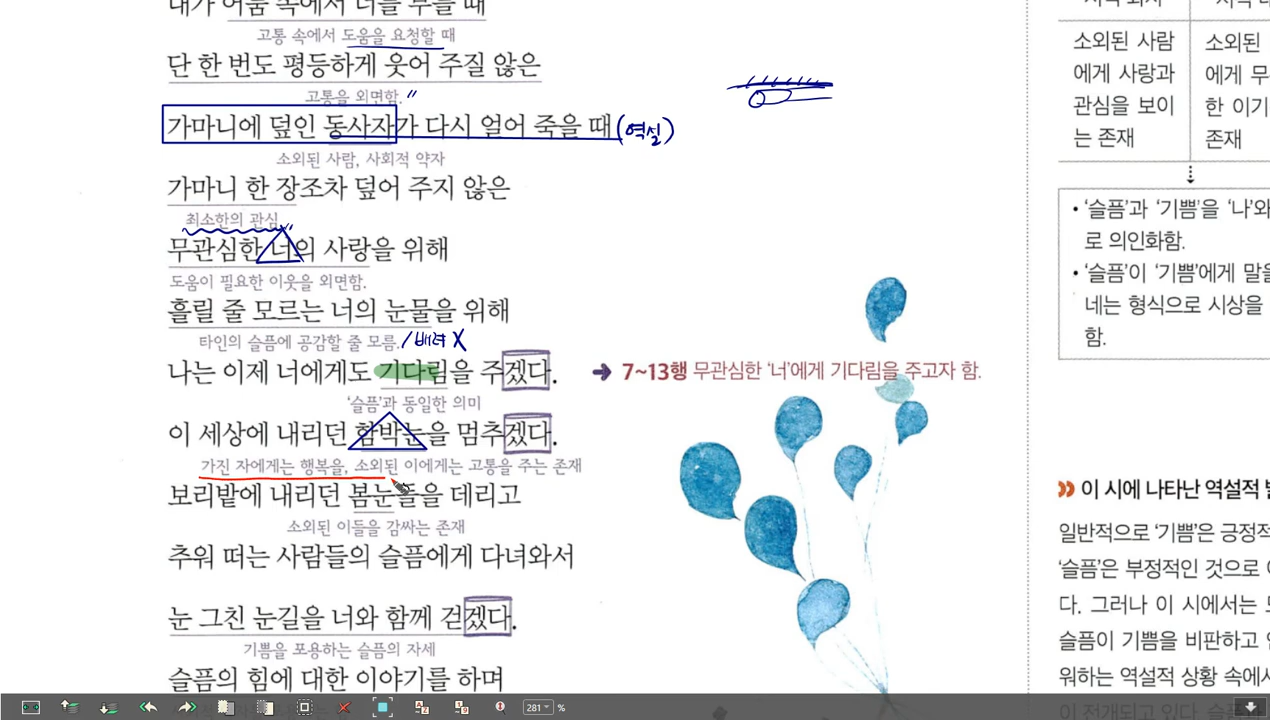 내가 어둠 속에서 너를 부를 때
고통 속에서 도움을 요청할 때
단 한 번도 평등하게 웃어 주질 않은
고통을 외면함.
가마니에 덮인 동사자가 다시 얼어 죽을 때 (역설)
소외된 사람, 사회적 약자
가마니 한 장조차 덮어 주지 않은
최소한의 관심
무관심한 너의 사랑을 위해
도움이 필요한 이웃을 외면함.
흘릴 줄 모르는 너의 눈물을 위해
타인의 슬픔에 공감할 줄 모름. / 배려 X
나는 이제 너에게도 기다림을 주겠다.
→ 7~13행 무관심한 '너'에게 기다림을 주고자 함.
'슬픔'과 동일한 의미
이 세상에 내리던 함박눈을 멈추겠다.
가진 자에게는 행복을, 소외된 이에게는 고통을 주는 존재
보리밭에 내리던 봄눈들을 데리고
소외된 이들을 감싸는 존재
추워 떠는 사람들의 슬픔에게 다녀와서
눈 그친 눈길을 너와 함께 걷겠다.
기쁨을 포용하는 슬픔의 자세
슬픔의 힘에 대한 이야기를 하며
소외된 사람
에게 사랑과
관심을 보이
는 존재
소외된
에게 무
한 이기
존재
• '슬픔'과 '기쁨'을 '나'와
로 의인화함.
• '슬픔'이 '기쁨'에게 말을
네는 형식으로 시상을
함.
이 시에 나타난 역설적
일반적으로 '기쁨'은 긍정적
'슬픔'은 부정적인 것으로
다. 그러나 이 시에서는
슬픔이 기쁨을 비판하고
워하는 역설적 상황 속에서
이 전개되고 있다.
281 %